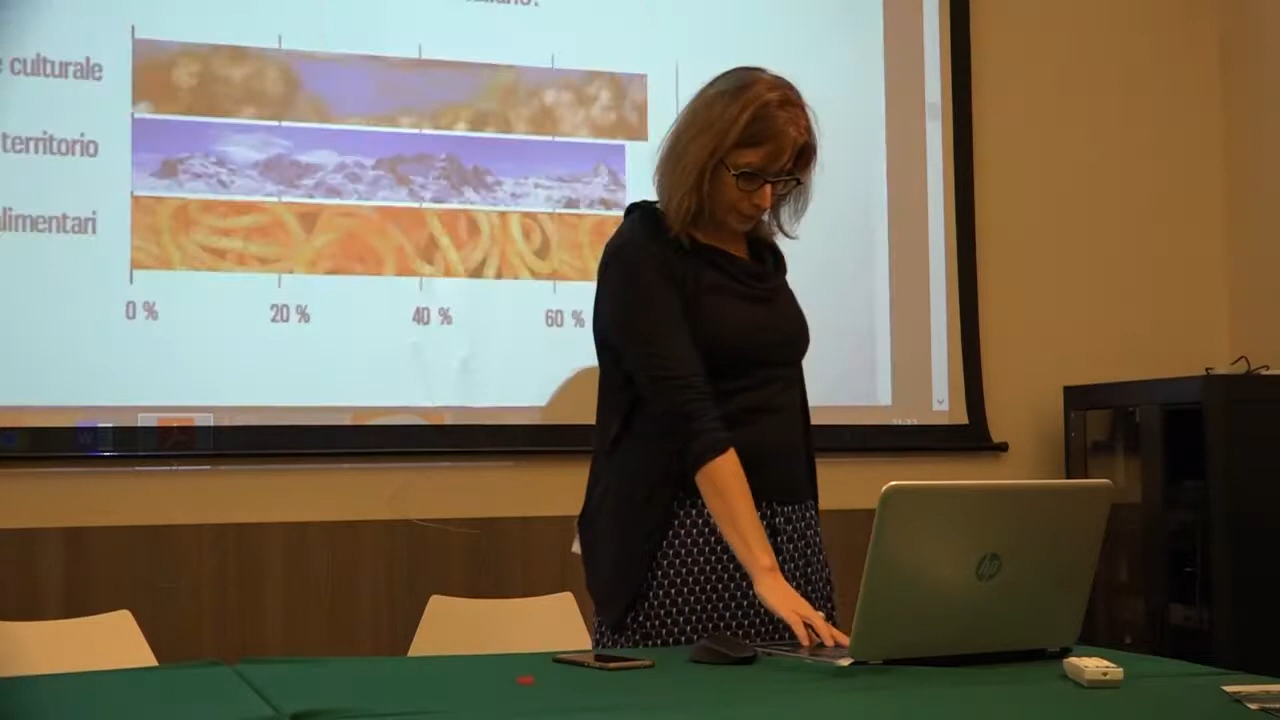 culturale
territorio
alimentari
0 %
20 %
40 %
60 %
hp